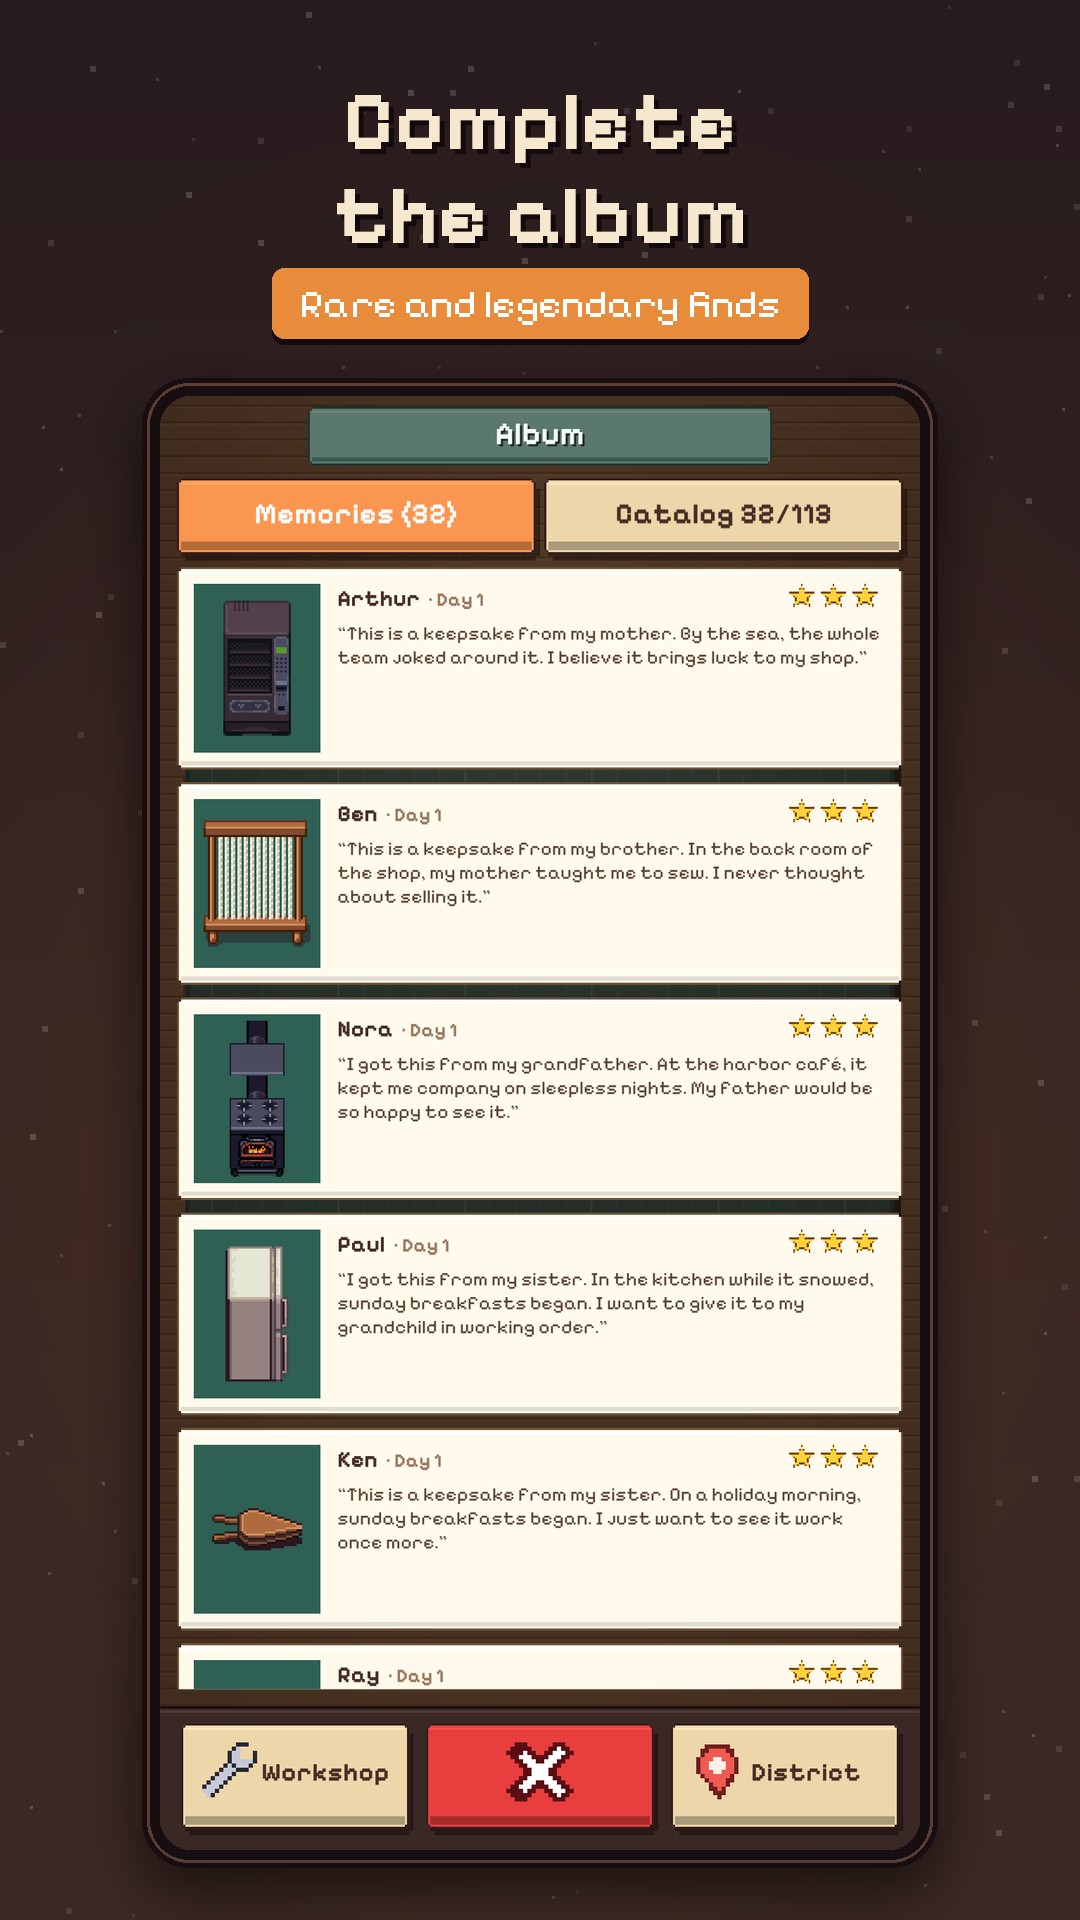 Complete
the album
Rare and legendary finds
Album
Memories (32)
Catalog 32/113
Arthur · Day 1
“This is a keepsake from my mother. By the sea, the whole
team joked around it. I believe it brings luck to my shop.”
Ben · Day 1
“This is a keepsake from my brother. In the back room of
the shop, my mother taught me to sew. I never thought
about selling it.”
Nora · Day 1
“I got this from my grandfather. At the harbor café, it
kept me company on sleepless nights. My father would be
so happy to see it.”
Paul · Day 1
“I got this from my sister. In the kitchen while it snowed,
sunday breakfasts began. I want to give it to my
grandchild in working order.”
Ken · Day 1
“This is a keepsake from my sister. On a holiday morning,
sunday breakfasts began. I just want to see it work
once more.”
Ray · Day 1
Workshop
District